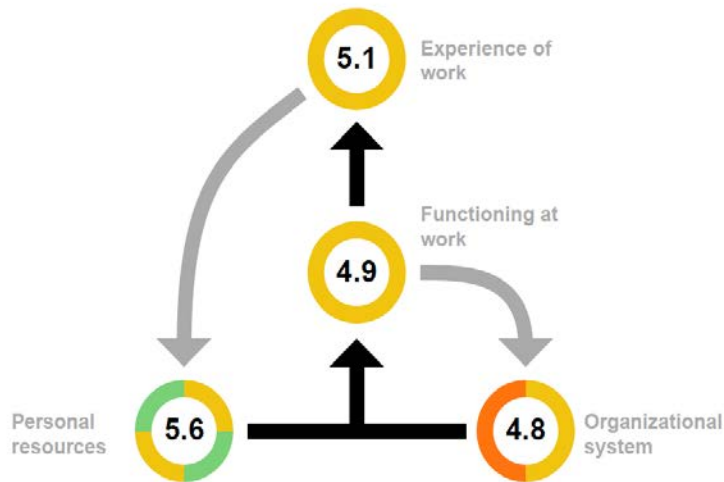 5.1
Experience of
work
Functioning at
work
4.9
Personal
resources
5.6
4.8
Organizational
system